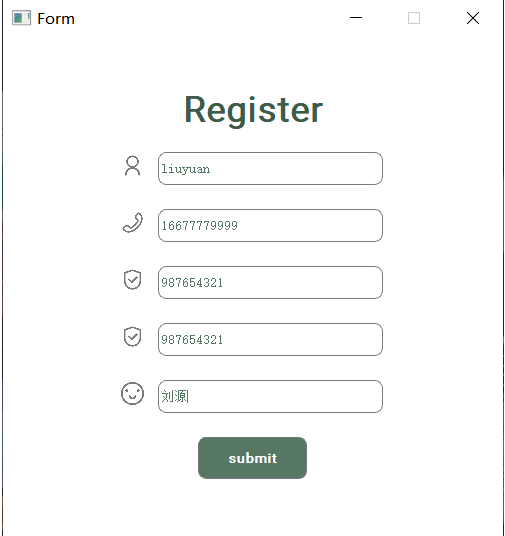 Form
Register
liuyuan
16677779999
987654321
987654321
刘源
submit